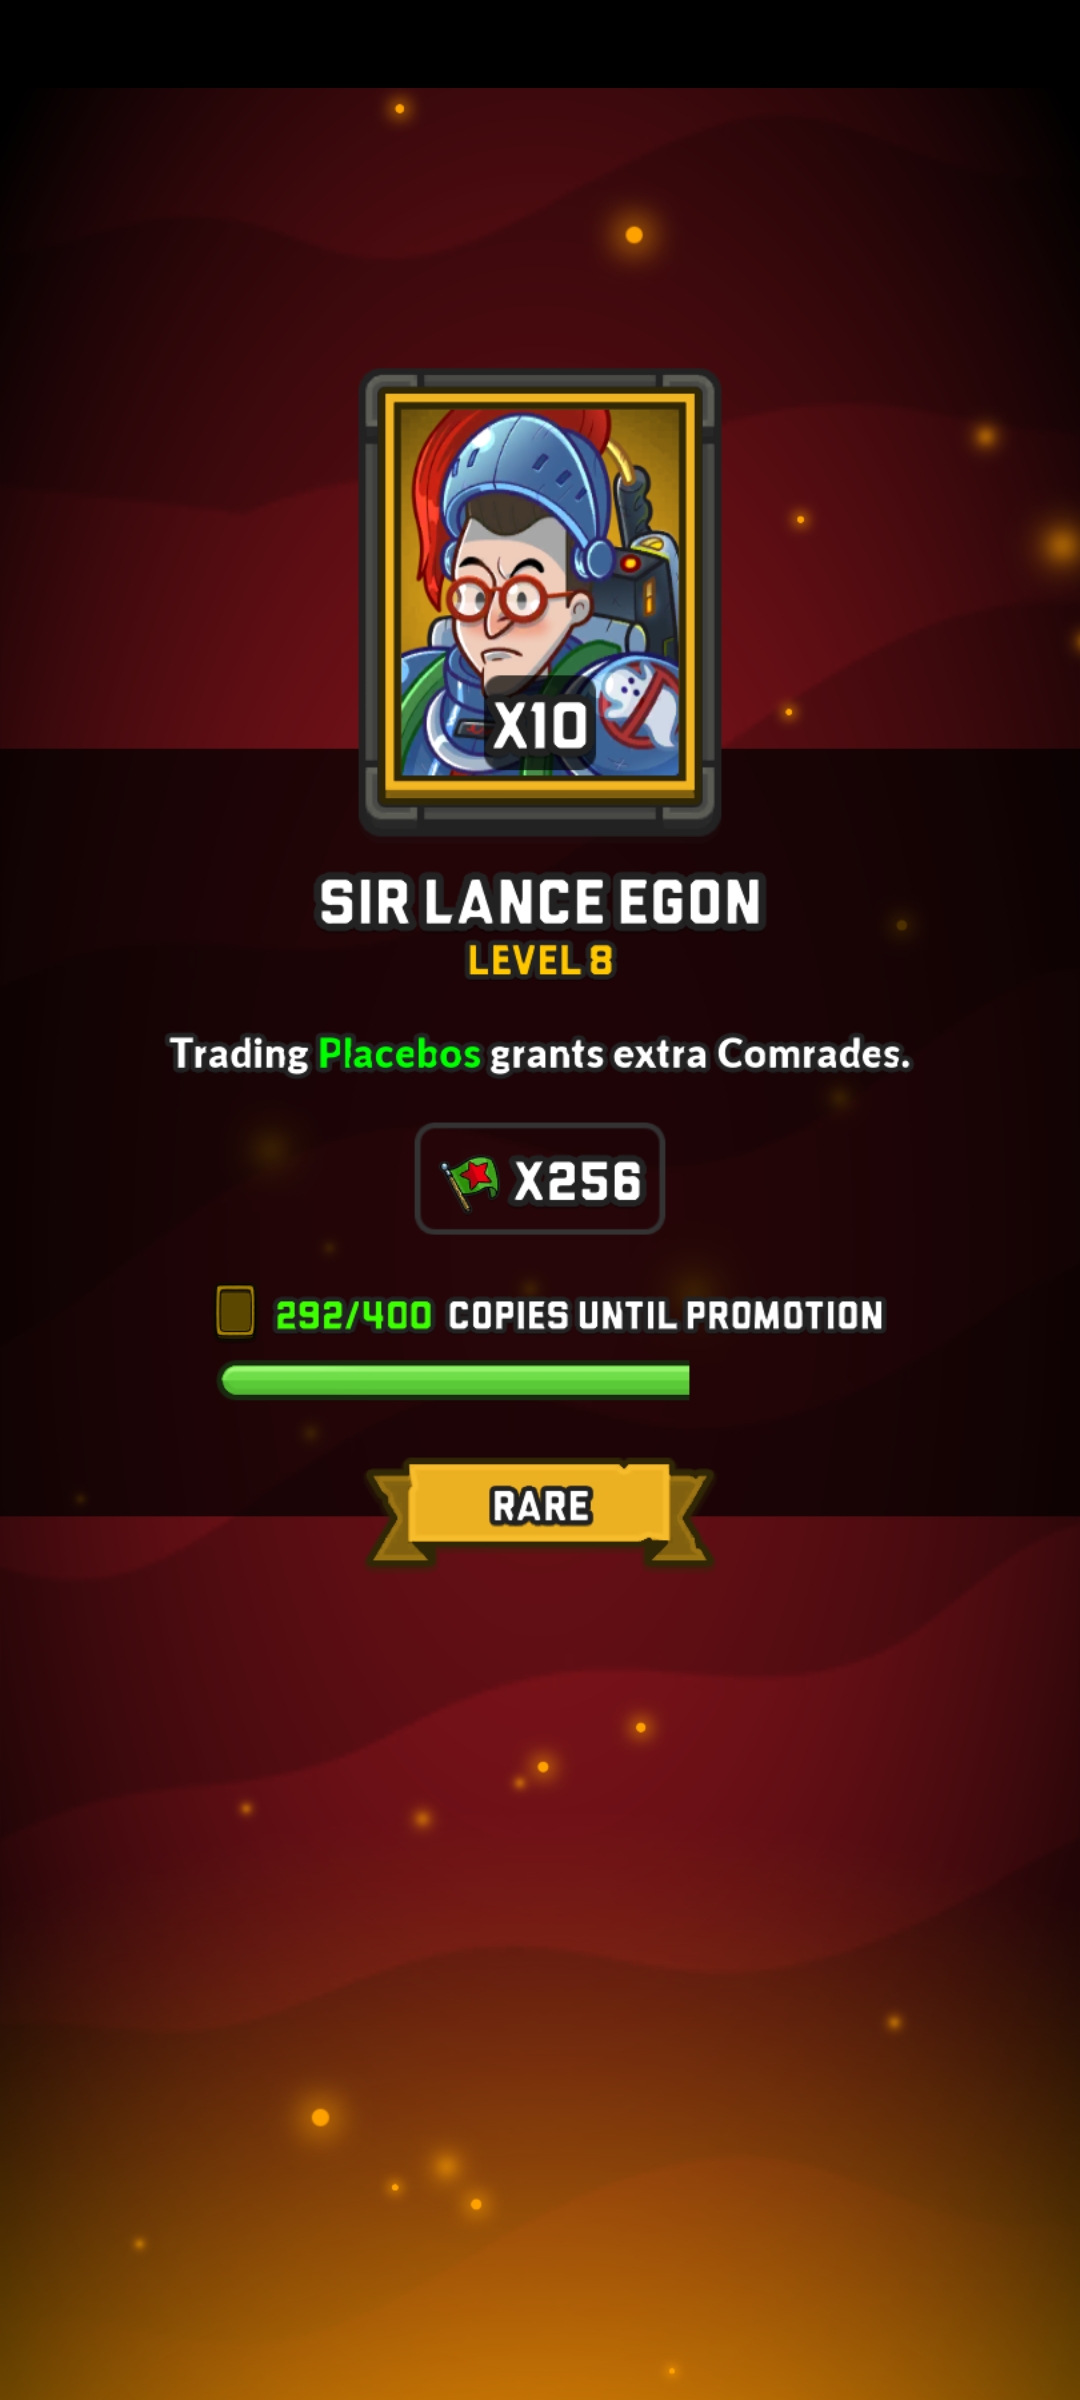 X10
SIR LANCE EGON
LEVEL 8
Trading Placebos grants extra Comrades.
X256
292/400 COPIES UNTIL PROMOTION
RARE